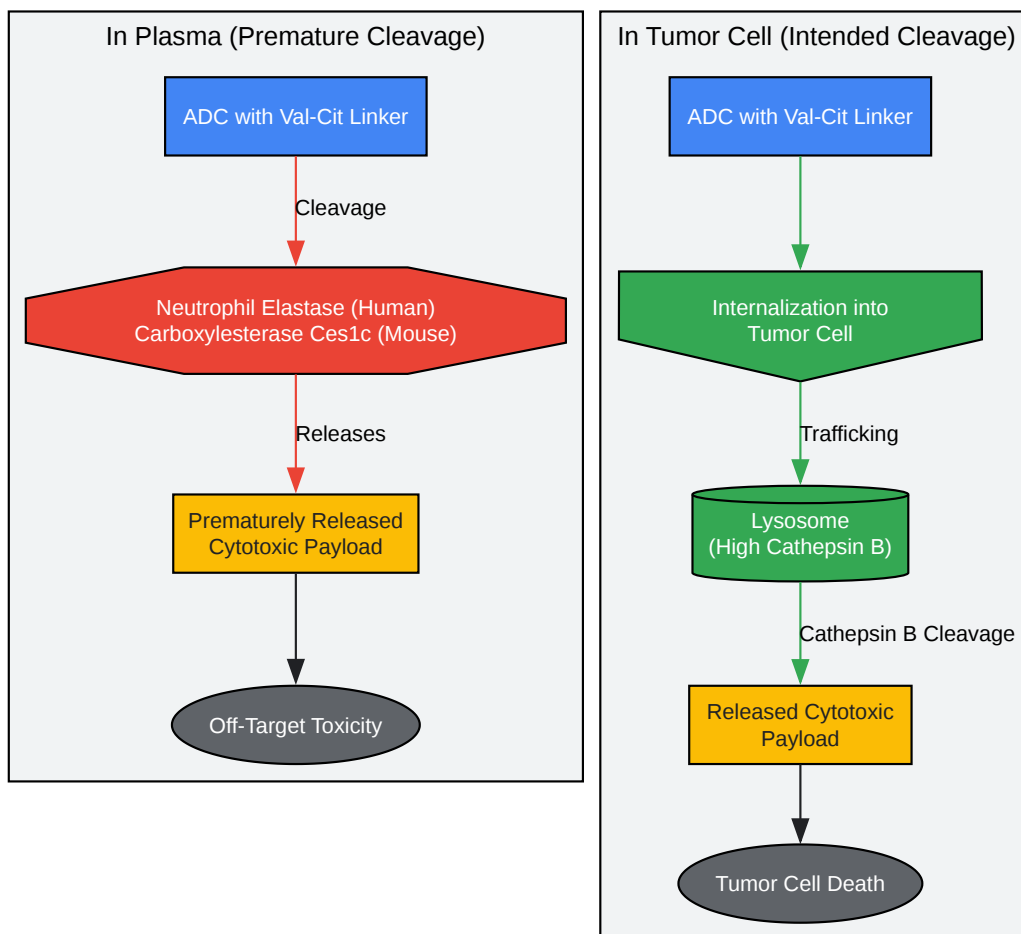 In Plasma (Premature Cleavage)
ADC with Val-Cit Linker
Cleavage
Neutrophil Elastase (Human)
Carboxylesterase Ces1c (Mouse)
Releases
Prematurely Released
Cytotoxic Payload
Off-Target Toxicity
In Tumor Cell (Intended Cleavage)
ADC with Val-Cit Linker
Internalization into
Tumor Cell
Trafficking
Lysosome
(High Cathepsin B)
Cathepsin B Cleavage
Released Cytotoxic
Payload
Tumor Cell Death